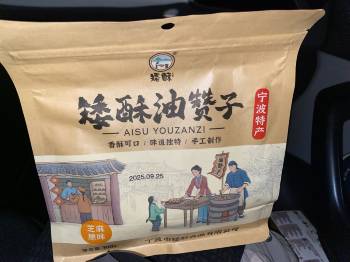 矮酥
矮酥油赞子
AISU YOUZANZI
香酥可口 / 味道独特 / 手工制作
宁波特产
2025.09.25
芝麻
原味